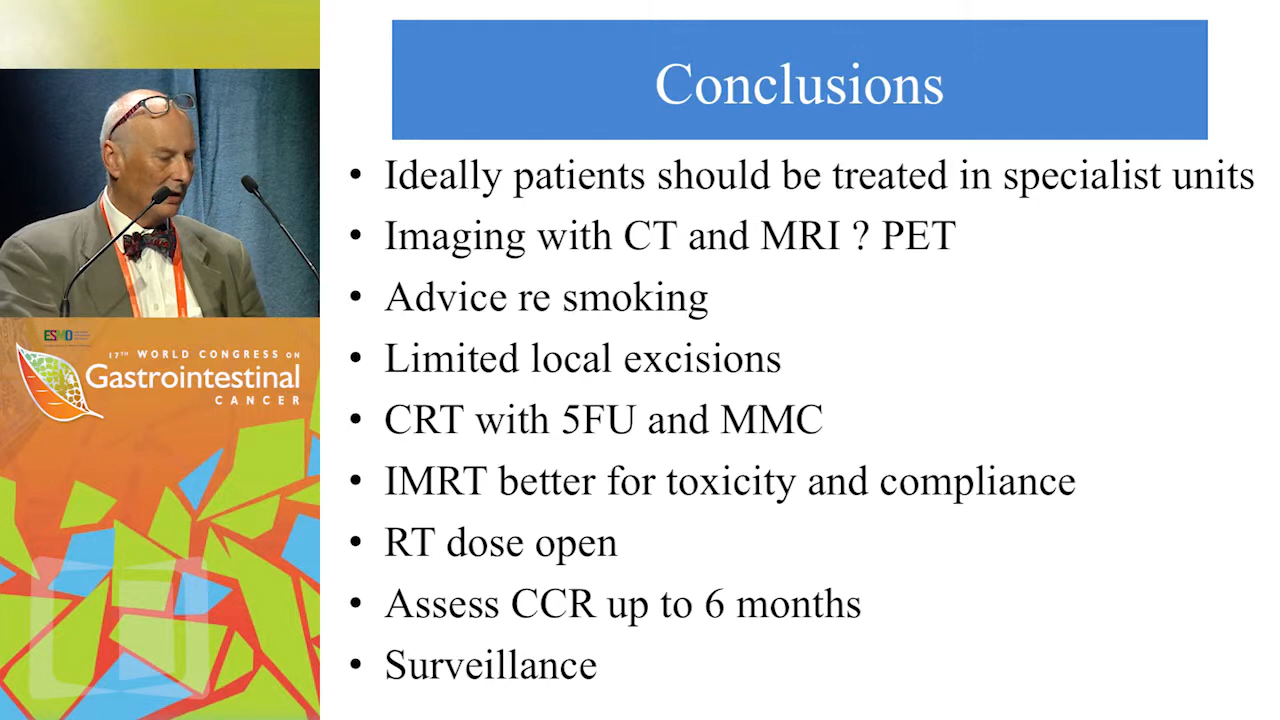 Conclusions
• Ideally patients should be treated in specialist units
• Imaging with CT and MRI ? PET
• Advice re smoking
• Limited local excisions
• CRT with 5FU and MMC
• IMRT better for toxicity and compliance
• RT dose open
• Assess CCR up to 6 months
• Surveillance
ESMO
17TH WORLD CONGRESS ON
Gastrointestinal
CANCER